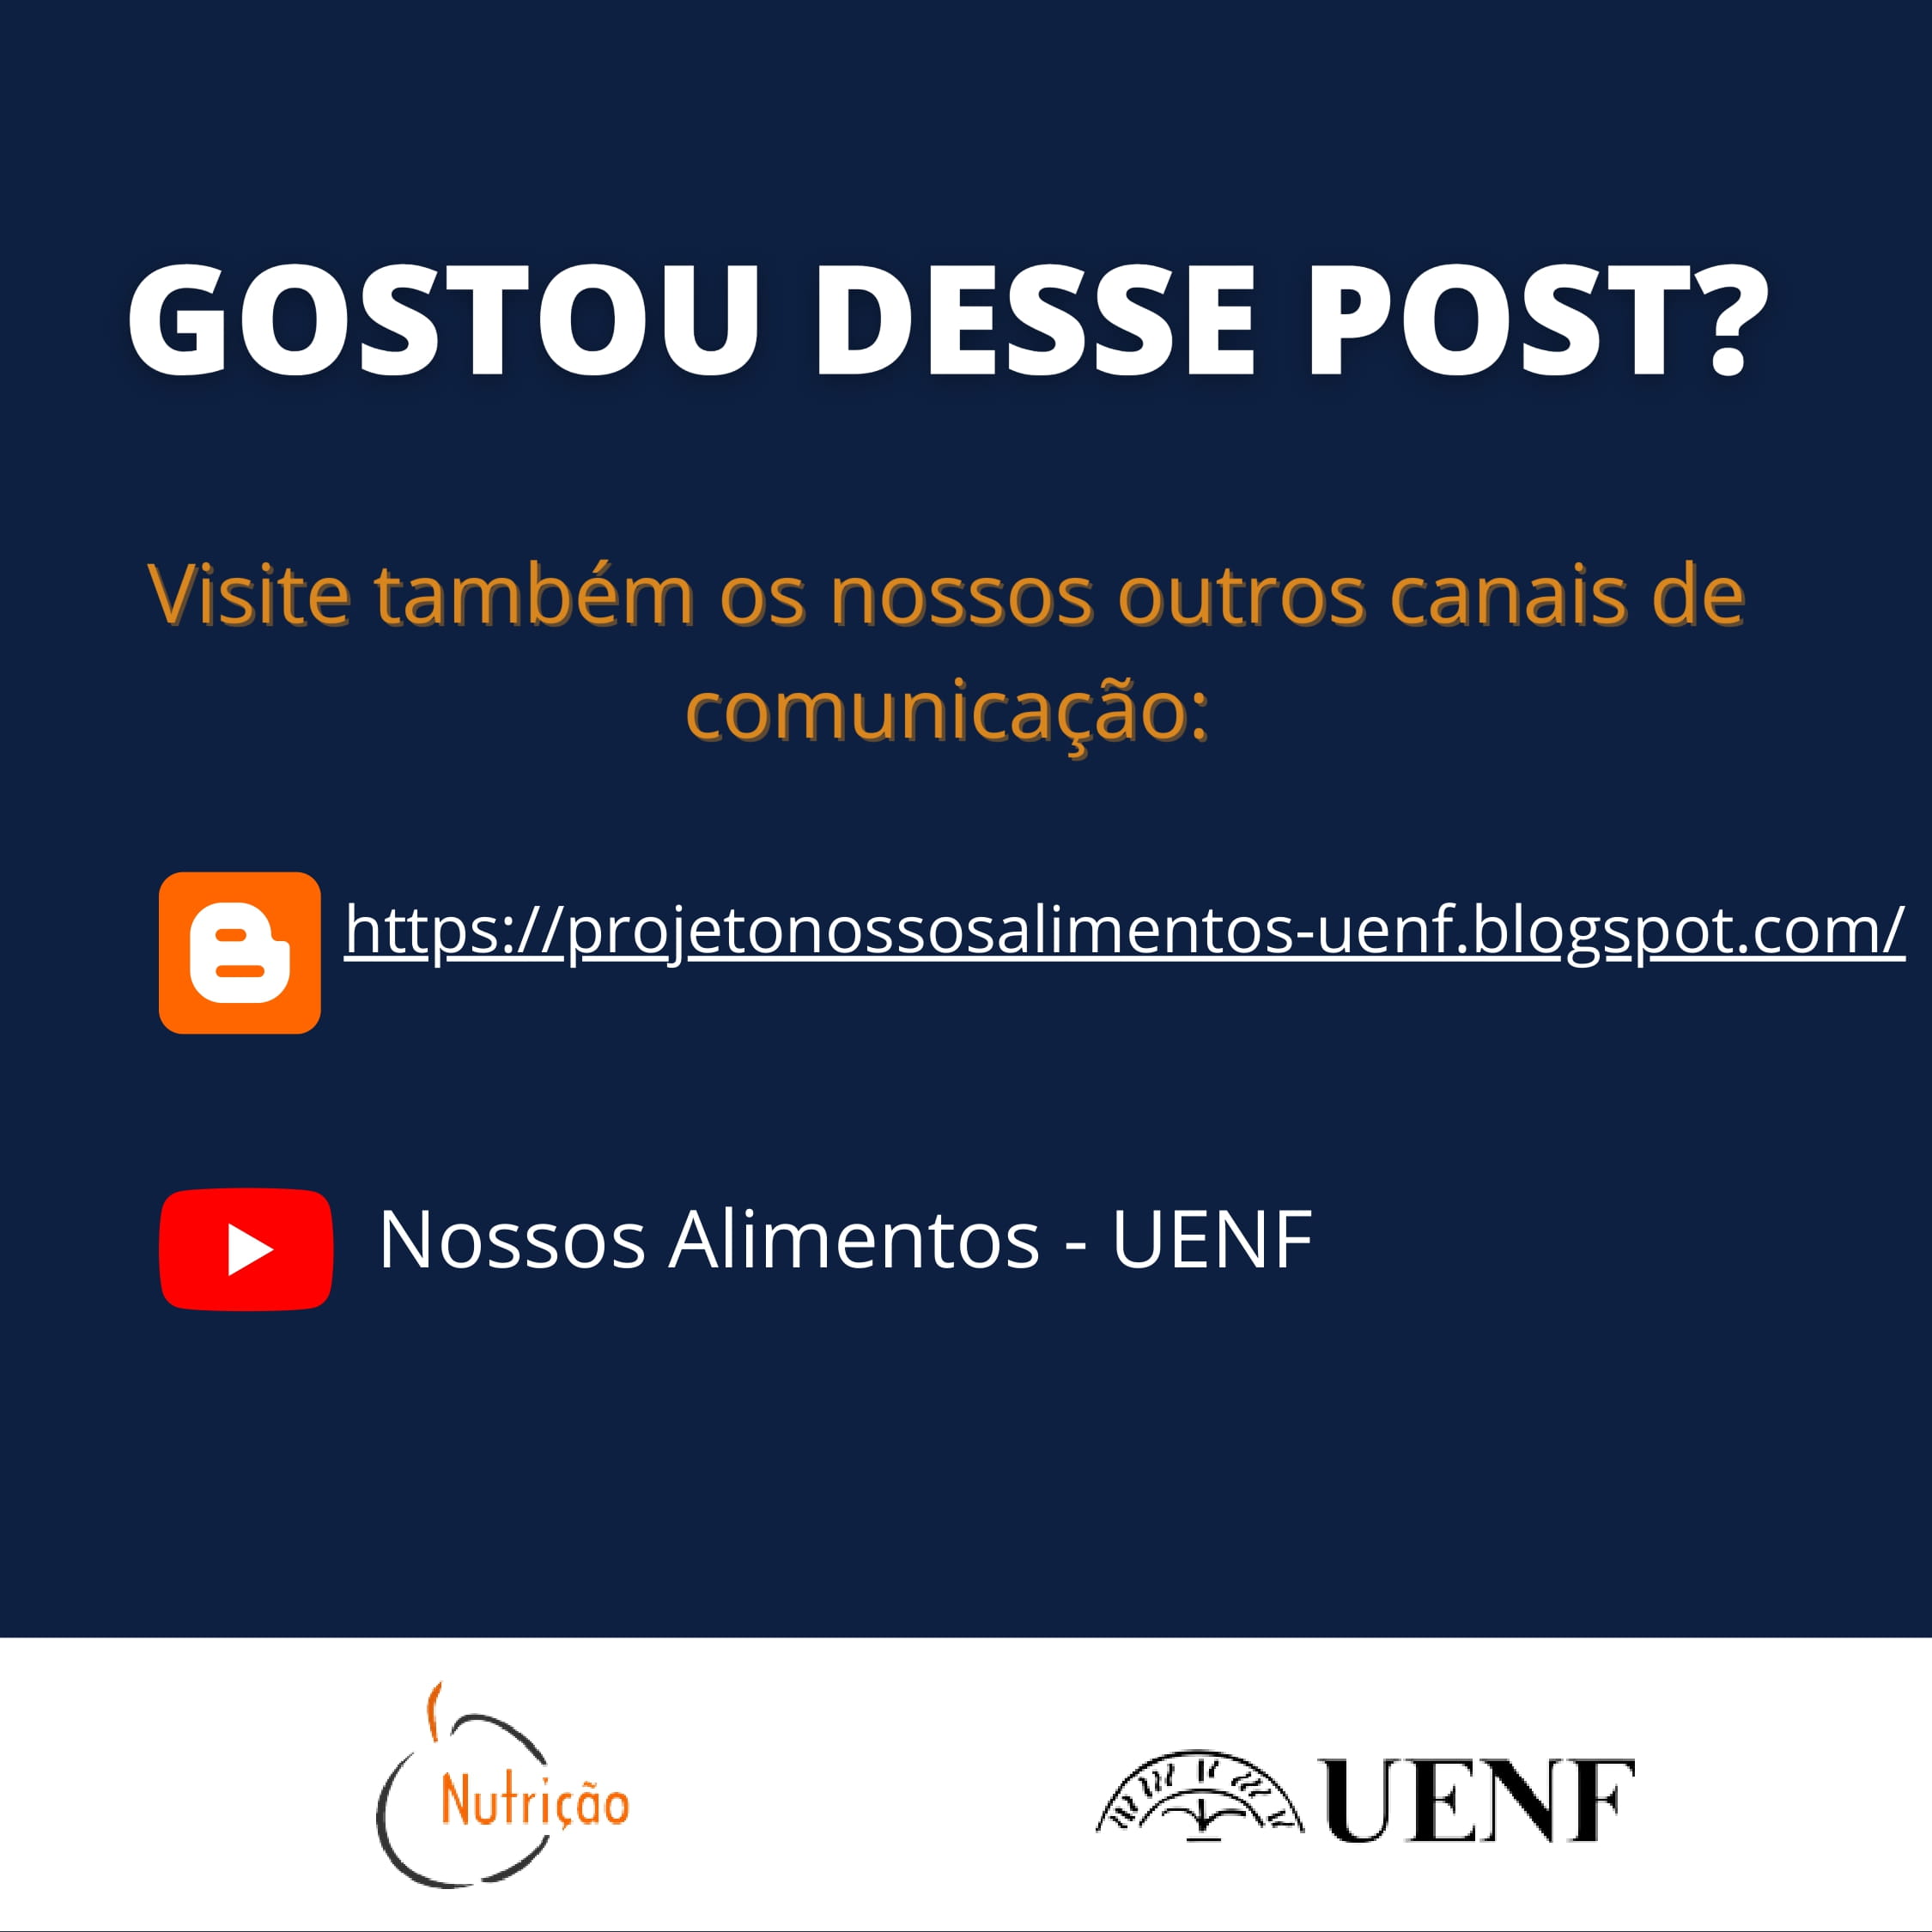 GOSTOU DESSE POST?
Visite também os nossos outros canais de
comunicação:
https://projetonossosalimentos-uenf.blogspot.com/
Nossos Alimentos - UENF
Nutrição
UENF